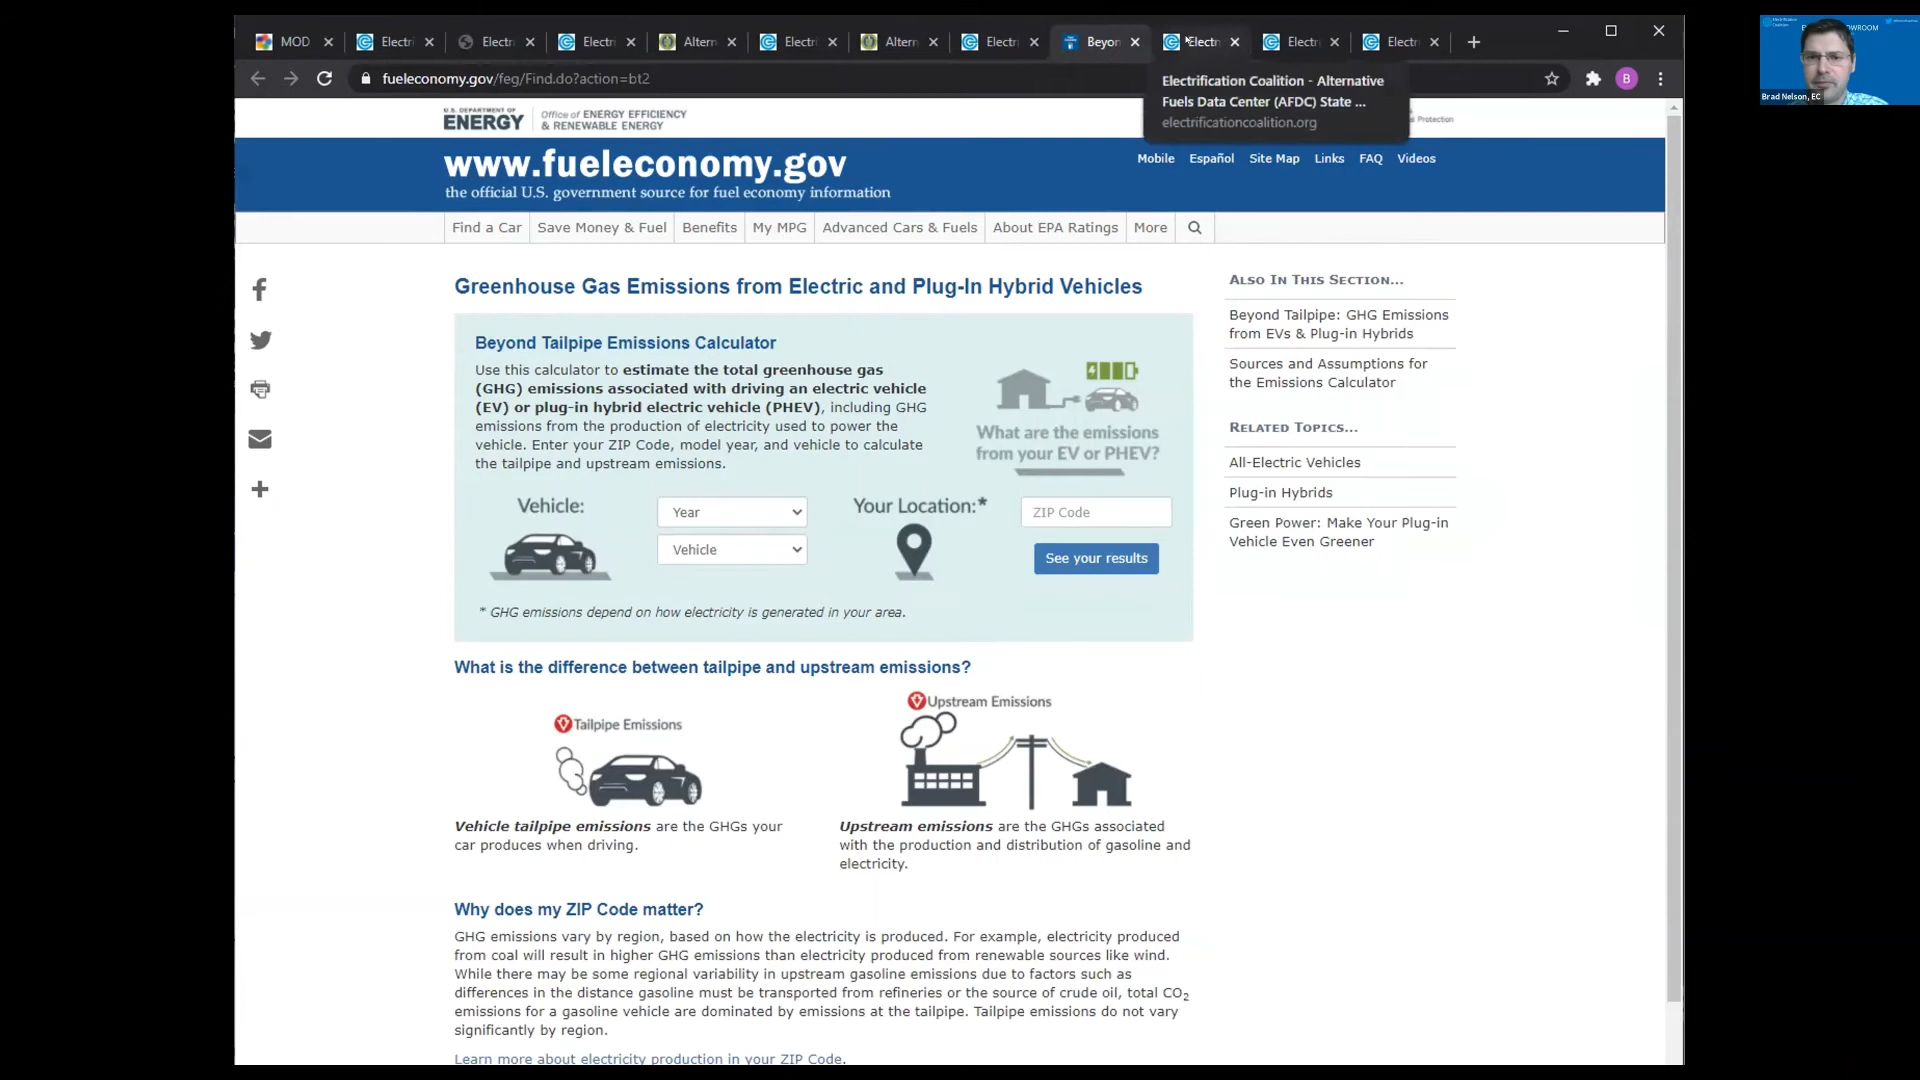 MOD
Electri
Electri
Electri
Altern
Electri
Altern
Electri
Beyon
Electri
Electri
Electri
fueleconomy.gov/feg/Find.do?action=bt2
B
Electrification Coalition - Alternative
Fuels Data Center (AFDC) State ...
electrificationcoalition.org
Brad Nelson, EC
U.S. DEPARTMENT OF
ENERGY
Office of ENERGY EFFICIENCY
& RENEWABLE ENERGY
Protection
www.fueleconomy.gov
the official U.S. government source for fuel economy information
Mobile Español Site Map Links FAQ Videos
Find a Car Save Money & Fuel Benefits My MPG Advanced Cars & Fuels About EPA Ratings More
Greenhouse Gas Emissions from Electric and Plug-In Hybrid Vehicles
Beyond Tailpipe Emissions Calculator
Use this calculator to estimate the total greenhouse gas
(GHG) emissions associated with driving an electric vehicle
(EV) or plug-in hybrid electric vehicle (PHEV), including GHG
emissions from the production of electricity used to power the
vehicle. Enter your ZIP Code, model year, and vehicle to calculate
the tailpipe and upstream emissions.
What are the emissions
from your EV or PHEV?
Vehicle:
Year
Vehicle
Your Location:*
ZIP Code
See your results
* GHG emissions depend on how electricity is generated in your area.
What is the difference between tailpipe and upstream emissions?
Tailpipe Emissions
Vehicle tailpipe emissions are the GHGs your
car produces when driving.
Upstream Emissions
Upstream emissions are the GHGs associated
with the production and distribution of gasoline and
electricity.
Why does my ZIP Code matter?
GHG emissions vary by region, based on how the electricity is produced. For example, electricity produced
from coal will result in higher GHG emissions than electricity produced from renewable sources like wind.
While there may be some regional variability in upstream gasoline emissions due to factors such as
differences in the distance gasoline must be transported from refineries or the source of crude oil, total CO2
emissions for a gasoline vehicle are dominated by emissions at the tailpipe. Tailpipe emissions do not vary
significantly by region.
Learn more about electricity production in your ZIP Code.
ALSO IN THIS SECTION...
Beyond Tailpipe: GHG Emissions
from EVs & Plug-in Hybrids
Sources and Assumptions for
the Emissions Calculator
RELATED TOPICS...
All-Electric Vehicles
Plug-in Hybrids
Green Power: Make Your Plug-in
Vehicle Even Greener